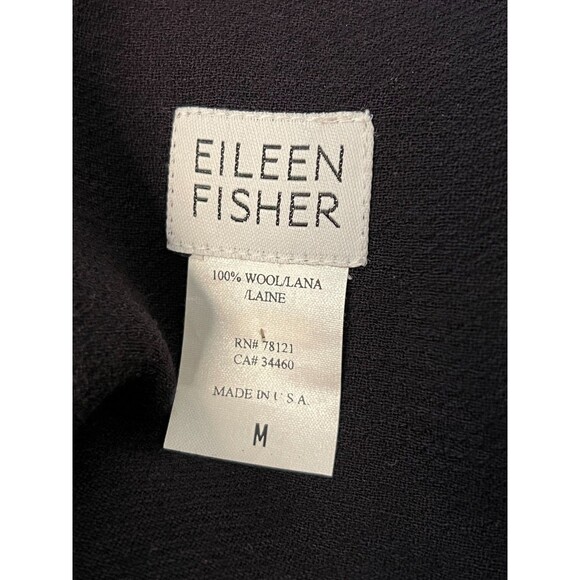 EILEEN
FISHER
100% WOOL/LANA
/LAINE
RN# 78121
CA# 34460
MADE IN U.S.A.
M